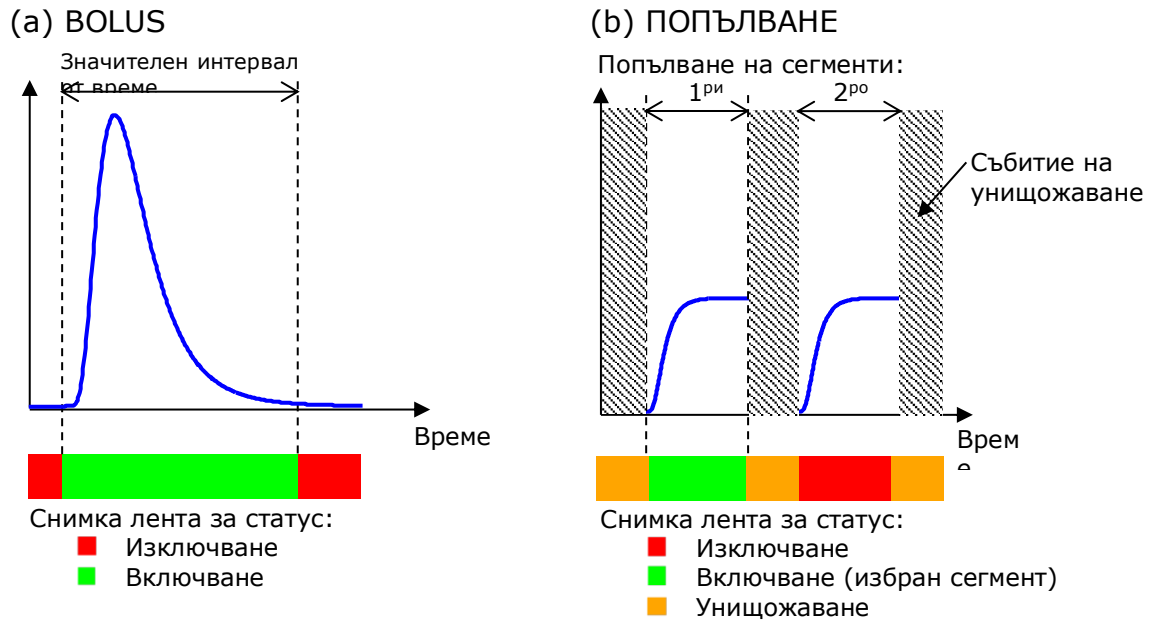 (a) BOLUS
Значителен интервал
от време
Време
Снимка лента за статус:
Изключване
Включване
(b) ПОПЪЛВАНЕ
Попълване на сегменти:
1ри
2ро
Събитие на
унищожаване
Врем
е
Снимка лента за статус:
Изключване
Включване (избран сегмент)
Унищожаване